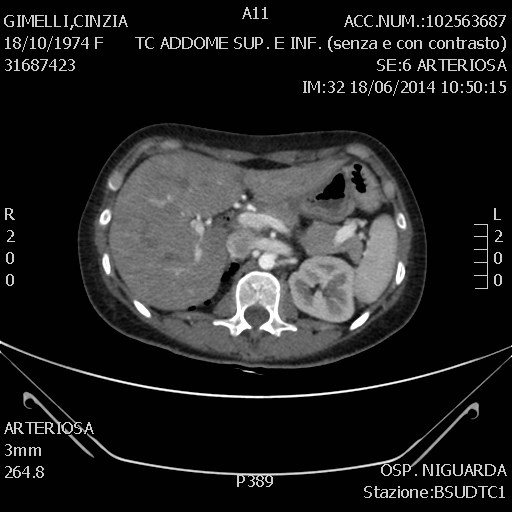 GIMELLI,CINZIA
A11
ACC.NUM.:102563687
18/10/1974 F
TC ADDOME SUP. E INF. (senza e con contrasto)
31687423
SE:6 ARTERIOSA
IM:32 18/06/2014 10:50:15
R
L
2
2
0
0
0
0
ARTERIOSA
3mm
264.8
P389
OSP. NIGUARDA
Stazione:BSUDTC1